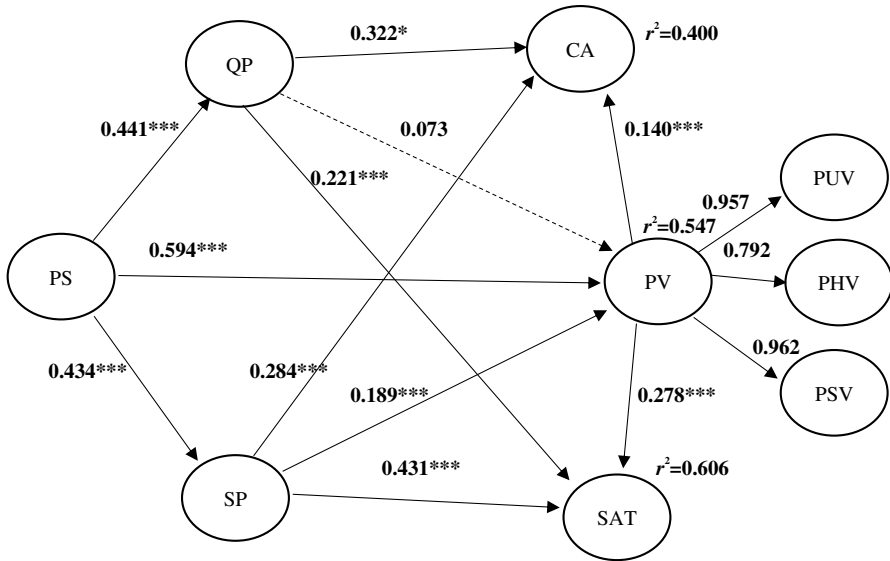 0.322*
CA
r²=0.400
QP
0.441***
0.073
0.140***
0.221***
PUV
0.957
r²=0.547
0.594***
0.792
PS
PV
PHV
0.434***
0.284***
0.189***
0.962
0.278***
PSV
0.431***
r²=0.606
SP
SAT